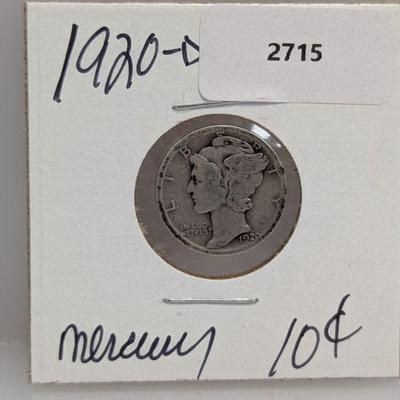 1920-D
2715
LIBERTY
IN GOD
WE TRUST
1920
Mercury 10¢